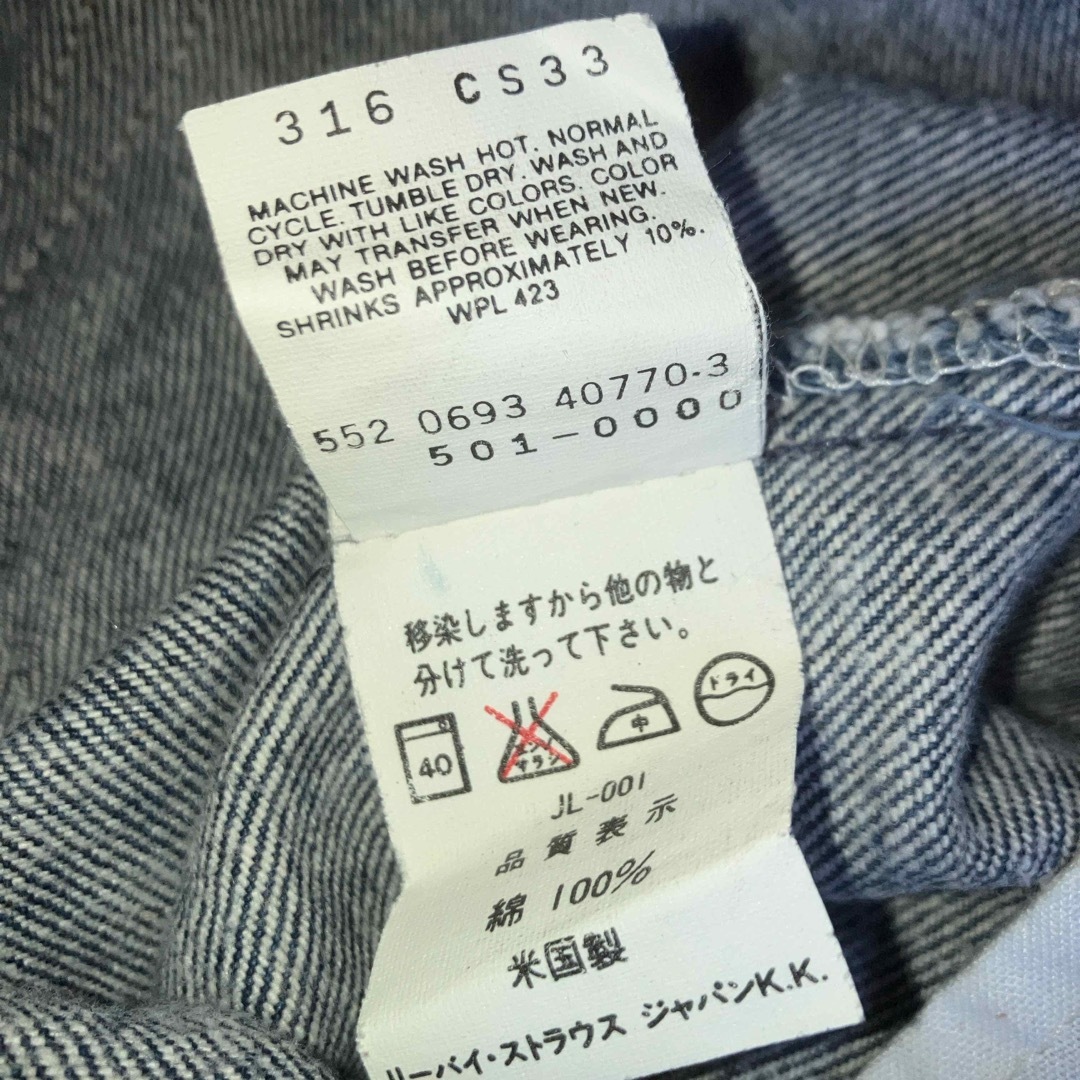 316 CS33
MACHINE WASH HOT. NORMAL
CYCLE. TUMBLE DRY. WASH AND
DRY WITH LIKE COLORS. COLOR
MAY TRANSFER WHEN NEW.
WASH BEFORE WEARING.
SHRINKS APPROXIMATELY 10%.
WPL 423
552 0693 40770-3
501-0000
移染しますから他の物と
分けて洗って下さい。
40 中 ドライ
JL-001
品質表示
綿 100%
米国製
リーバイ・ストラウス ジャパンK.K.